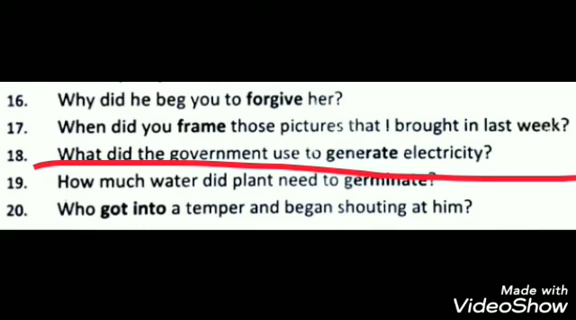 16. Why did he beg you to forgive her?
17. When did you frame those pictures that I brought in last week?
18. What did the government use to generate electricity?
19. How much water did plant need to germinate?
20. Who got into a temper and began shouting at him?
Made with
VideoShow